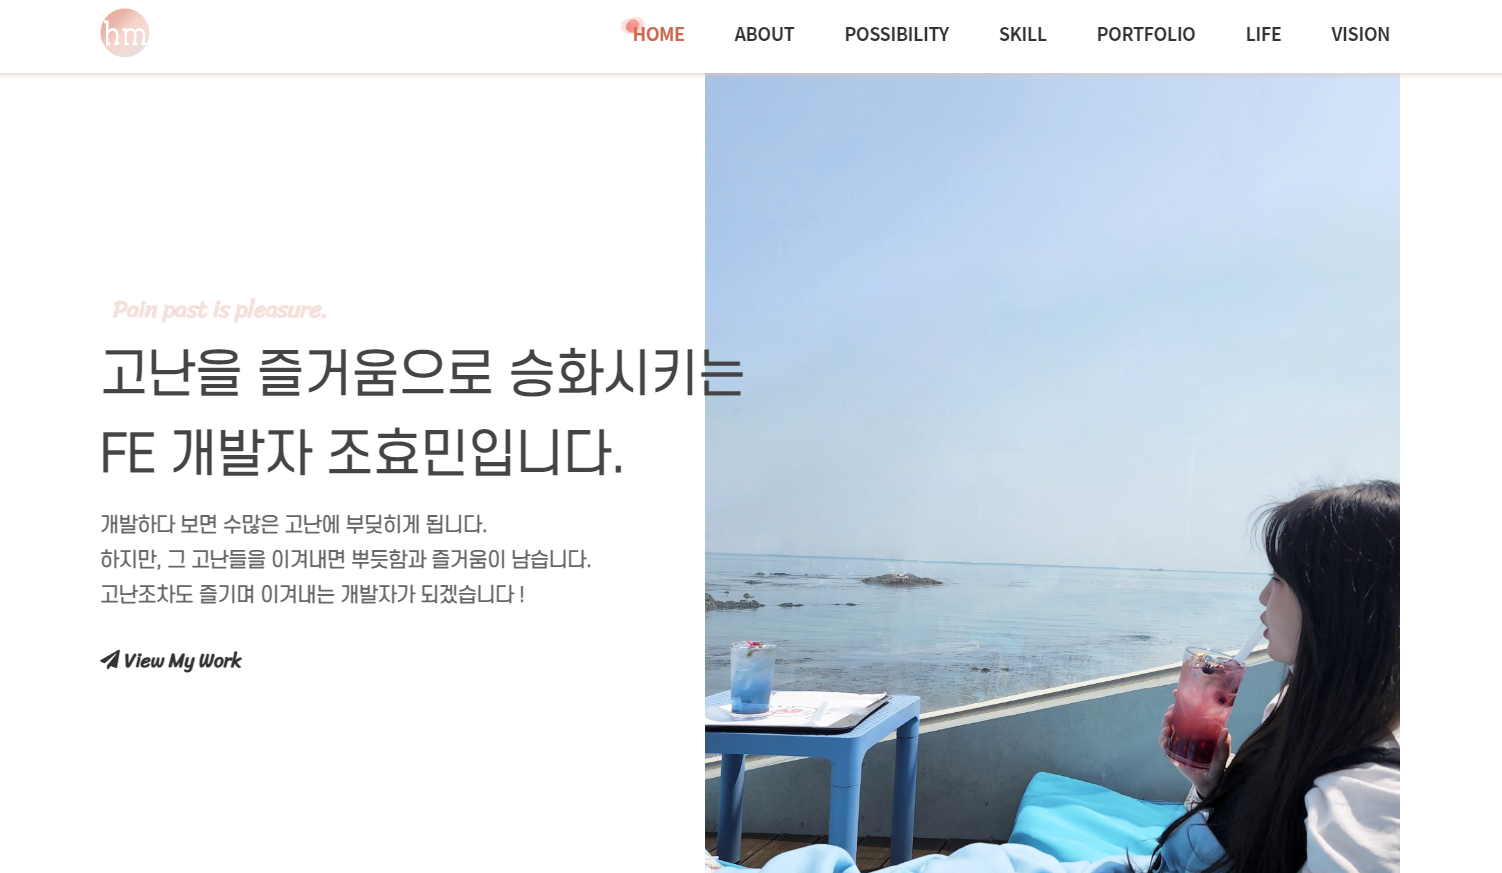 hm
HOME ABOUT POSSIBILITY SKILL PORTFOLIO LIFE VISION
Pain past is pleasure.
고난을 즐거움으로 승화시키는
FE 개발자 조효민입니다.
개발하다 보면 수많은 고난에 부딪히게 됩니다.
하지만, 그 고난들을 이겨내면 뿌듯함과 즐거움이 남습니다.
고난조차도 즐기며 이겨내는 개발자가 되겠습니다 !
View My Work